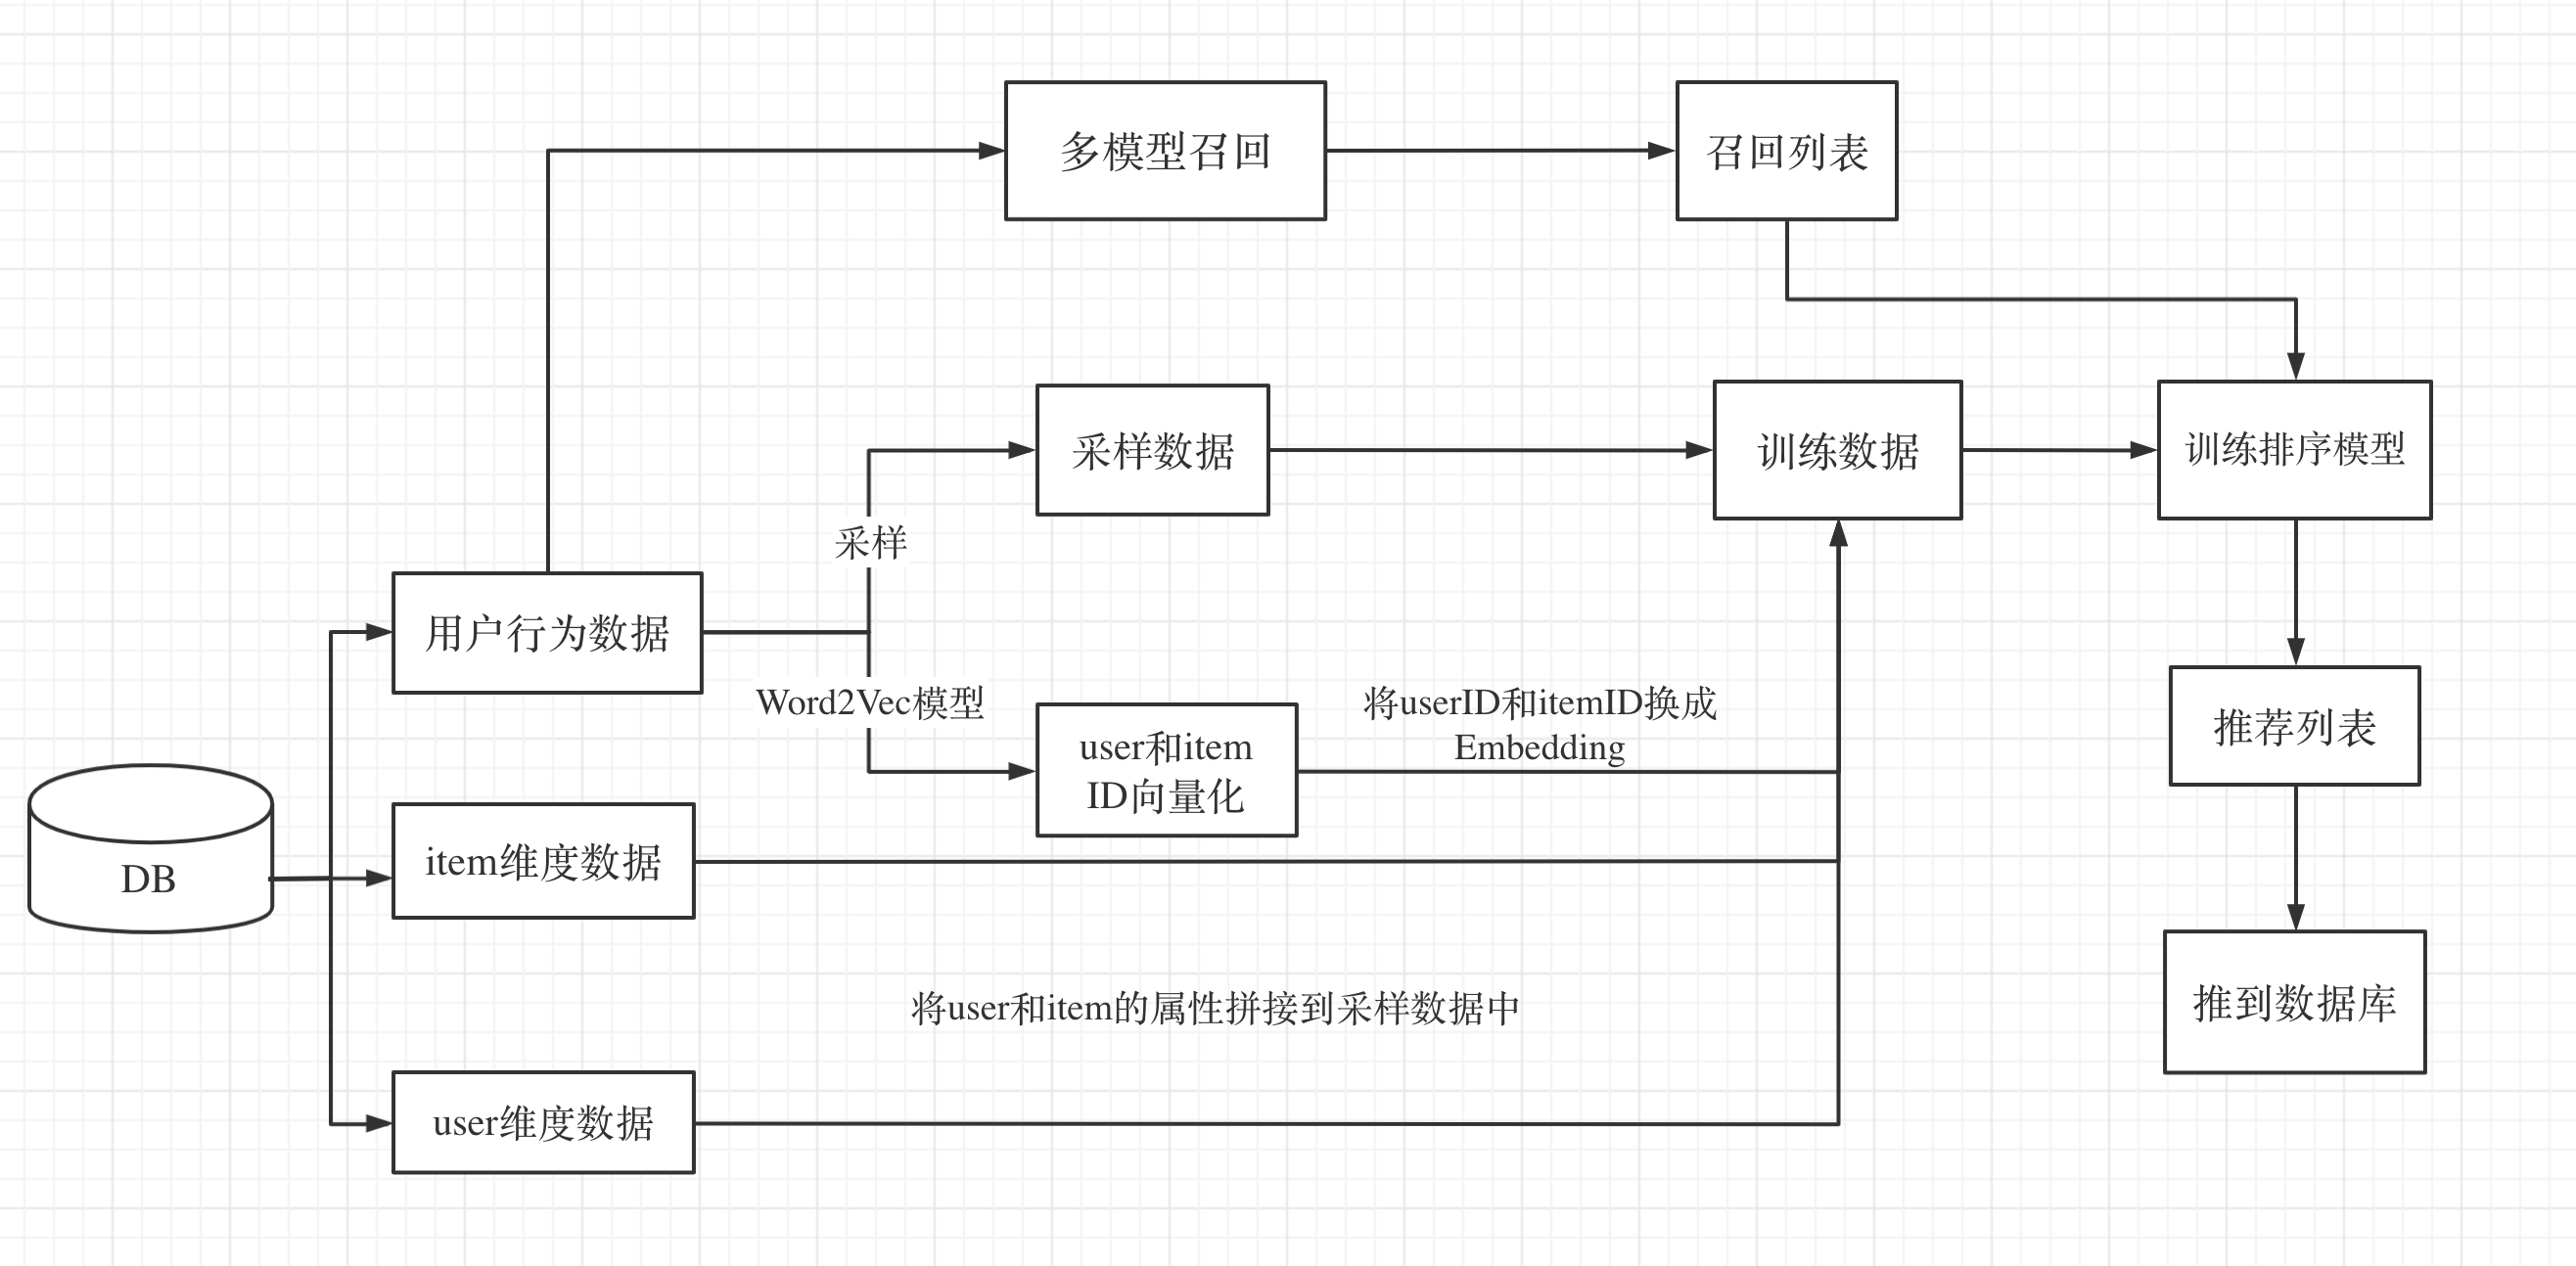 多模型召回
召回列表
采样数据
训练数据
训练排序模型
采样
用户行为数据
Word2Vec模型
将userID和itemID换成
Embedding
user和item
ID向量化
推荐列表
item维度数据
DB
将user和item的属性拼接到采样数据中
推到数据库
user维度数据